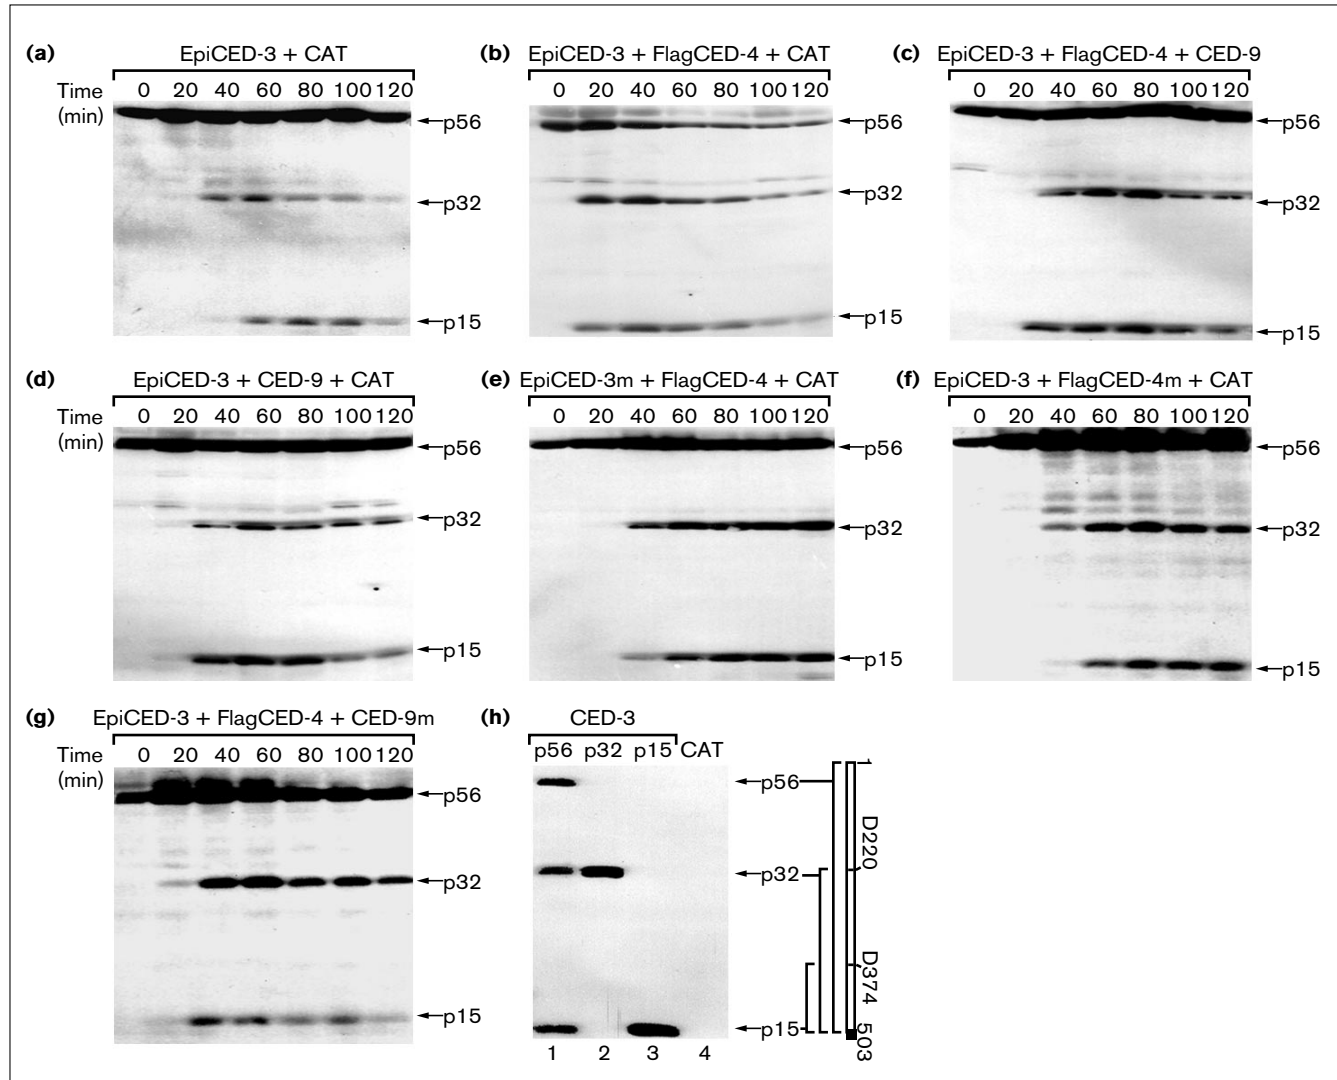 (a) EpiCED-3 + CAT
Time (min) 0 20 40 60 80 100 120
p56
p32
p15
(b) EpiCED-3 + FlagCED-4 + CAT
0 20 40 60 80 100 120
p56
p32
p15
(c) EpiCED-3 + FlagCED-4 + CED-9
0 20 40 60 80 100 120
p56
p32
p15
(d) EpiCED-3 + CED-9 + CAT
Time (min) 0 20 40 60 80 100 120
p56
p32
p15
(e) EpiCED-3m + FlagCED-4 + CAT
0 20 40 60 80 100 120
p56
p32
p15
(f) EpiCED-3 + FlagCED-4m + CAT
0 20 40 60 80 100 120
p56
p32
p15
(g) EpiCED-3 + FlagCED-4 + CED-9m
Time (min) 0 20 40 60 80 100 120
p56
p32
p15
(h) CED-3
p56 p32 p15 CAT
p56
p32
p15
1 2 3 4
1
D220
D374
503